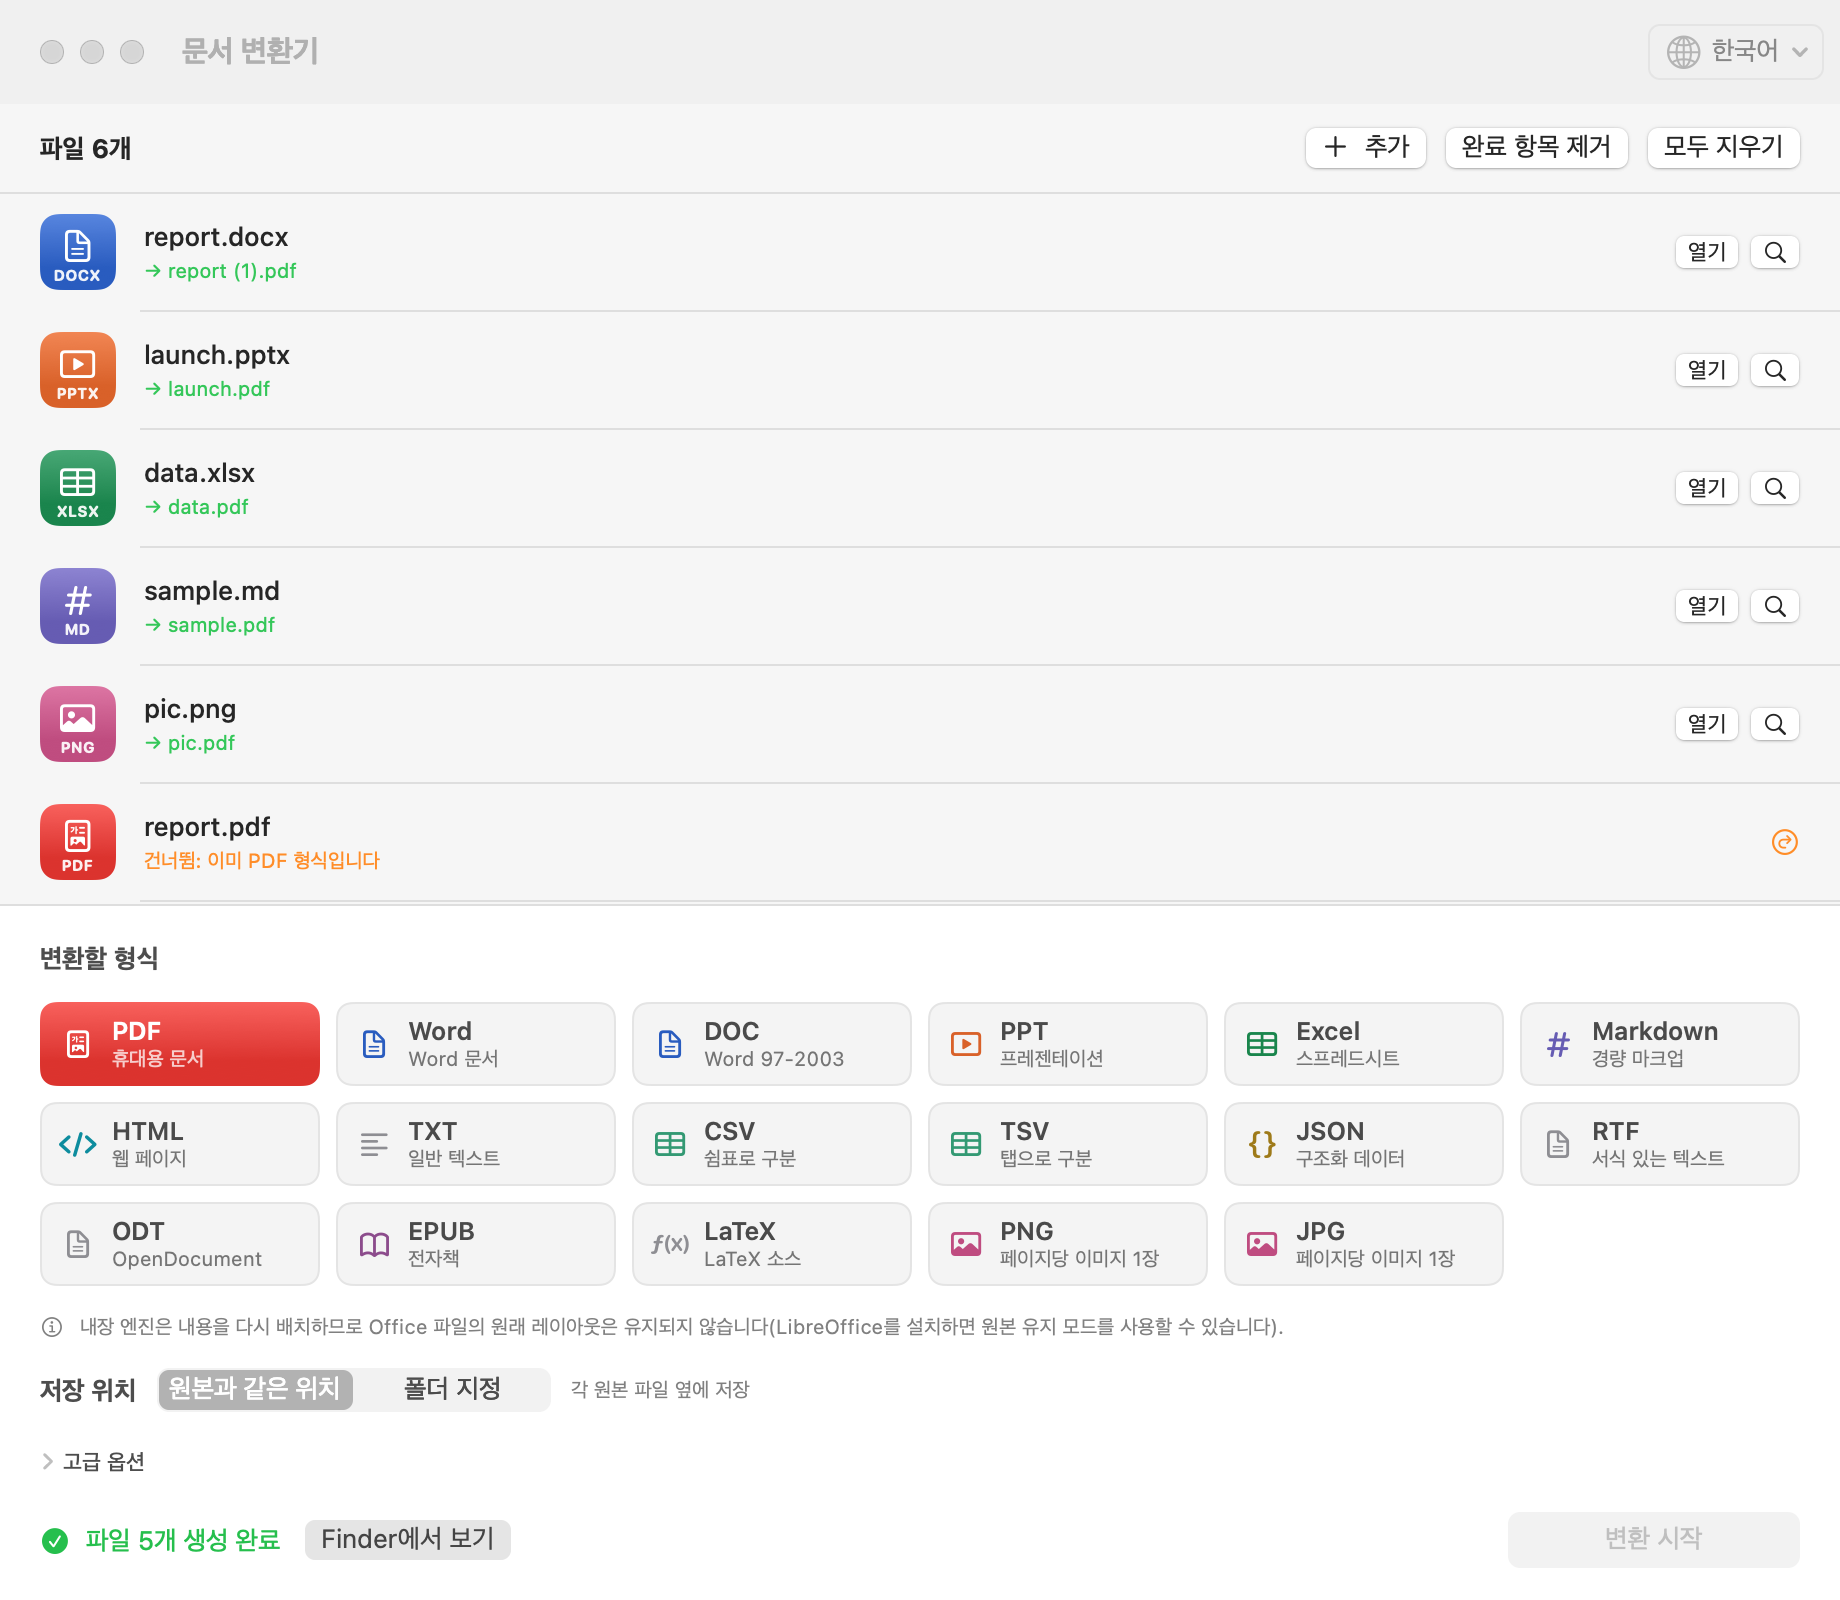 문서 변환기
한국어
파일 6개
추가
완료 항목 제거
모두 지우기
DOCX
report.docx
→ report (1).pdf
열기
PPTX
launch.pptx
→ launch.pdf
열기
XLSX
data.xlsx
→ data.pdf
열기
MD
sample.md
→ sample.pdf
열기
PNG
pic.png
→ pic.pdf
열기
PDF
report.pdf
건너뜀: 이미 PDF 형식입니다
변환할 형식
PDF
휴대용 문서
Word
Word 문서
DOC
Word 97-2003
PPT
프레젠테이션
Excel
스프레드시트
Markdown
경량 마크업
HTML
웹 페이지
TXT
일반 텍스트
CSV
쉼표로 구분
TSV
탭으로 구분
JSON
구조화 데이터
RTF
서식 있는 텍스트
ODT
OpenDocument
EPUB
전자책
f(x)
LaTeX
LaTeX 소스
PNG
페이지당 이미지 1장
JPG
페이지당 이미지 1장
내장 엔진은 내용을 다시 배치하므로 Office 파일의 원래 레이아웃은 유지되지 않습니다(LibreOffice를 설치하면 원본 유지 모드를 사용할 수 있습니다).
저장 위치
원본과 같은 위치
폴더 지정
각 원본 파일 옆에 저장
고급 옵션
파일 5개 생성 완료
Finder에서 보기
변환 시작